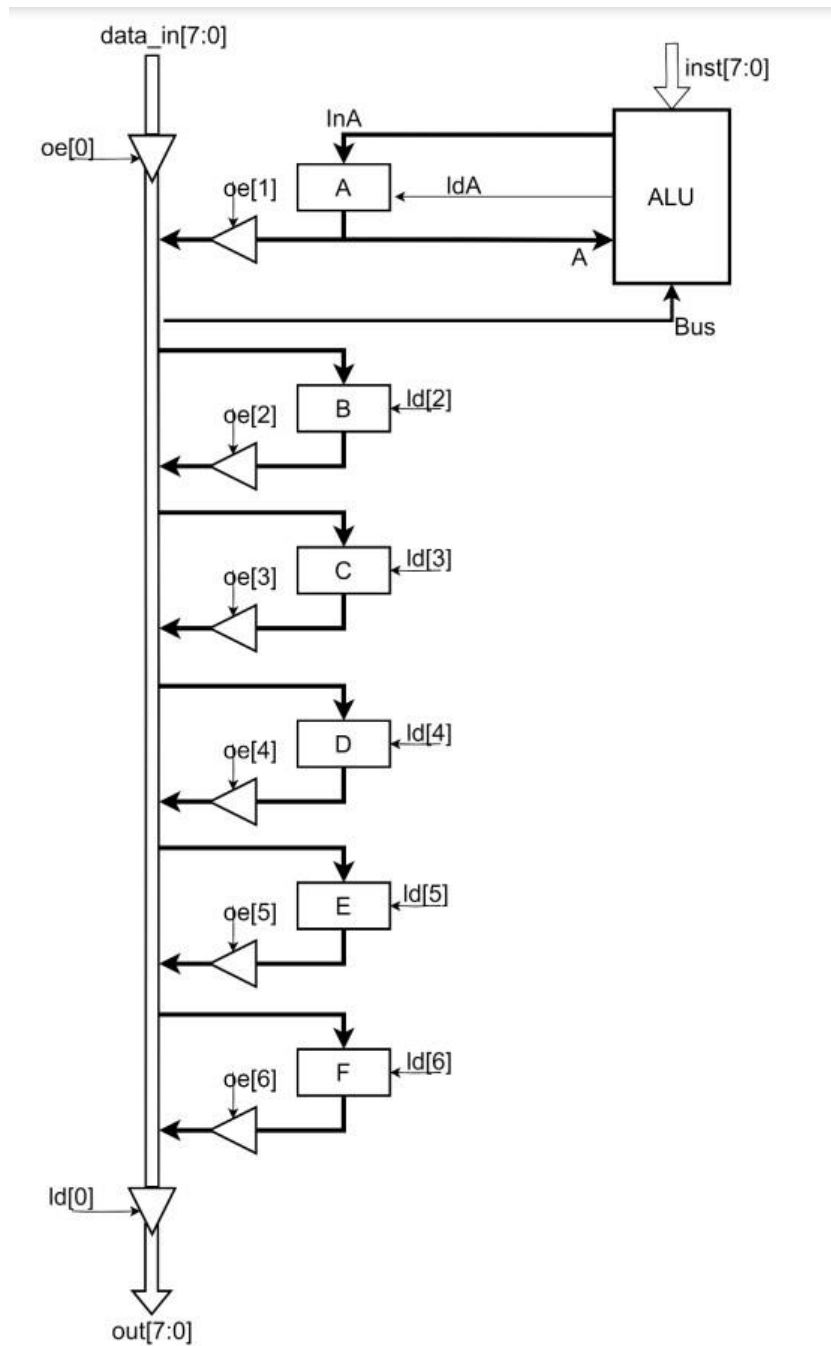 data_in[7:0]
inst[7:0]
InA
oe[0]
oe[1]
A
ldA
ALU
A
Bus
B
ld[2]
oe[2]
C
ld[3]
oe[3]
D
ld[4]
oe[4]
E
ld[5]
oe[5]
F
ld[6]
oe[6]
ld[0]
out[7:0]